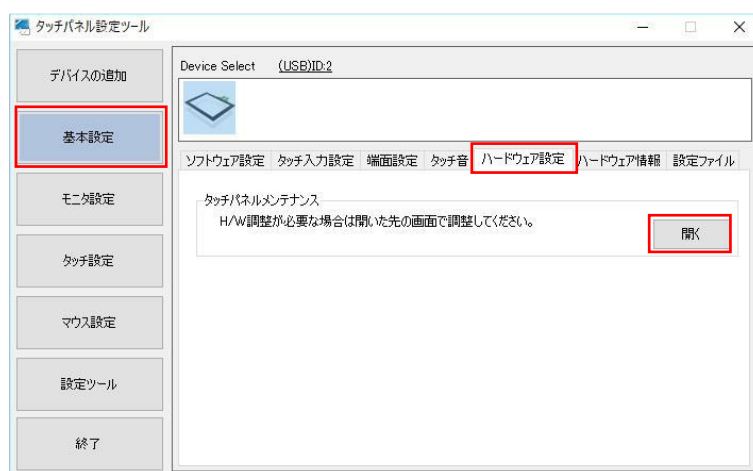 タッチパネル設定ツール
デバイスの追加
基本設定
モニタ設定
タッチ設定
マウス設定
設定ツール
終了
Device Select (USB)ID:2
ソフトウェア設定 タッチ入力設定 端面設定 タッチ音 ハードウェア設定 ハードウェア情報 設定ファイル
タッチパネルメンテナンス
H/W調整が必要な場合は開いた先の画面で調整してください。
開く